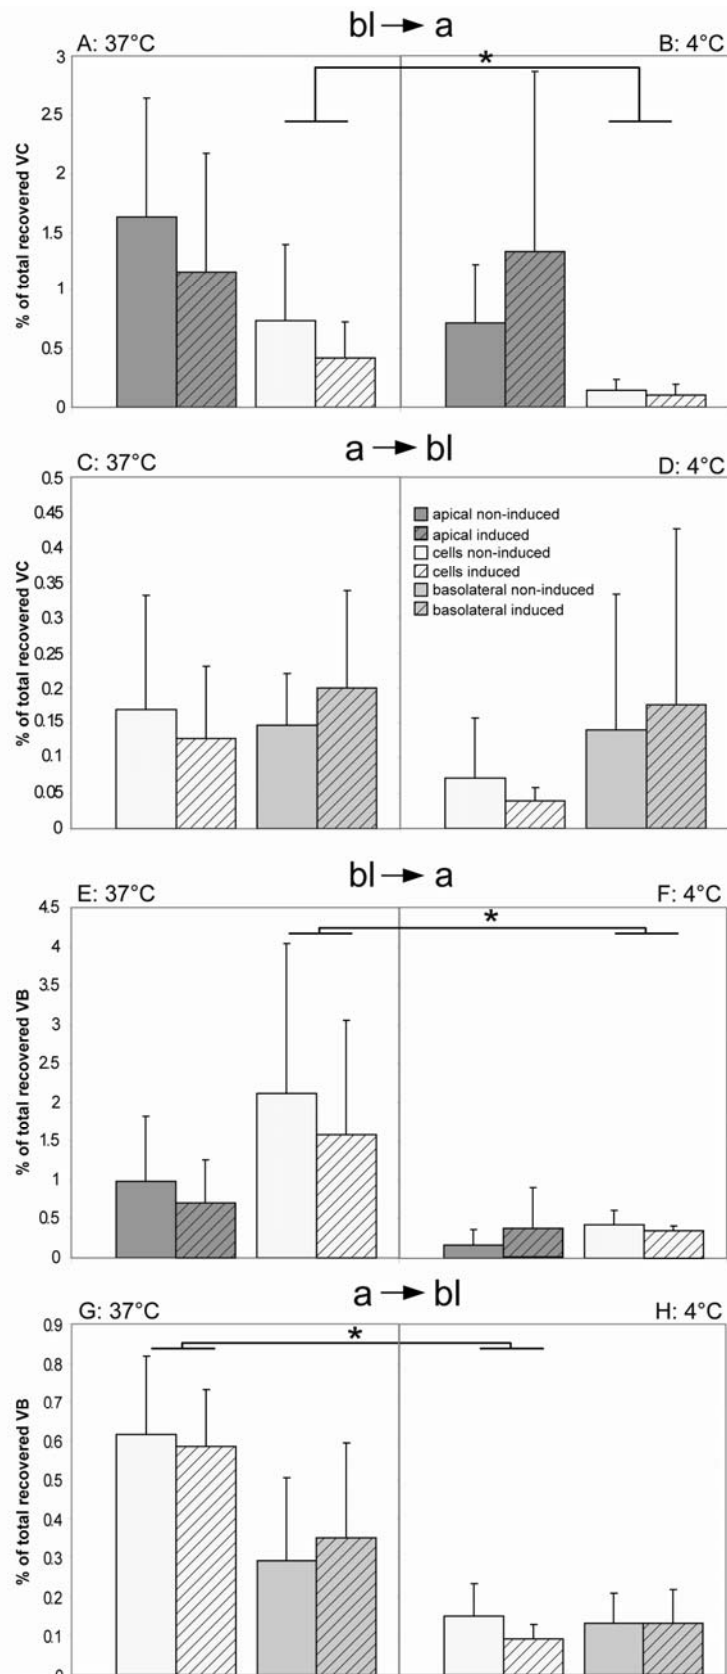 bl → a
A: 37°C B: 4°C
*
3
2.5
2
1.5
1
0.5
0
% of total recovered VC
a → bl
C: 37°C D: 4°C
0.5
0.45
0.4
0.35
0.3
0.25
0.2
0.15
0.1
0.05
0
% of total recovered VC
apical non-induced
apical induced
cells non-induced
cells induced
basolateral non-induced
basolateral induced
bl → a
E: 37°C F: 4°C
*
4.5
4
3.5
3
2.5
2
1.5
1
0.5
0
% of total recovered VB
a → bl
G: 37°C H: 4°C
*
0.9
0.8
0.7
0.6
0.5
0.4
0.3
0.2
0.1
% of total recovered VB